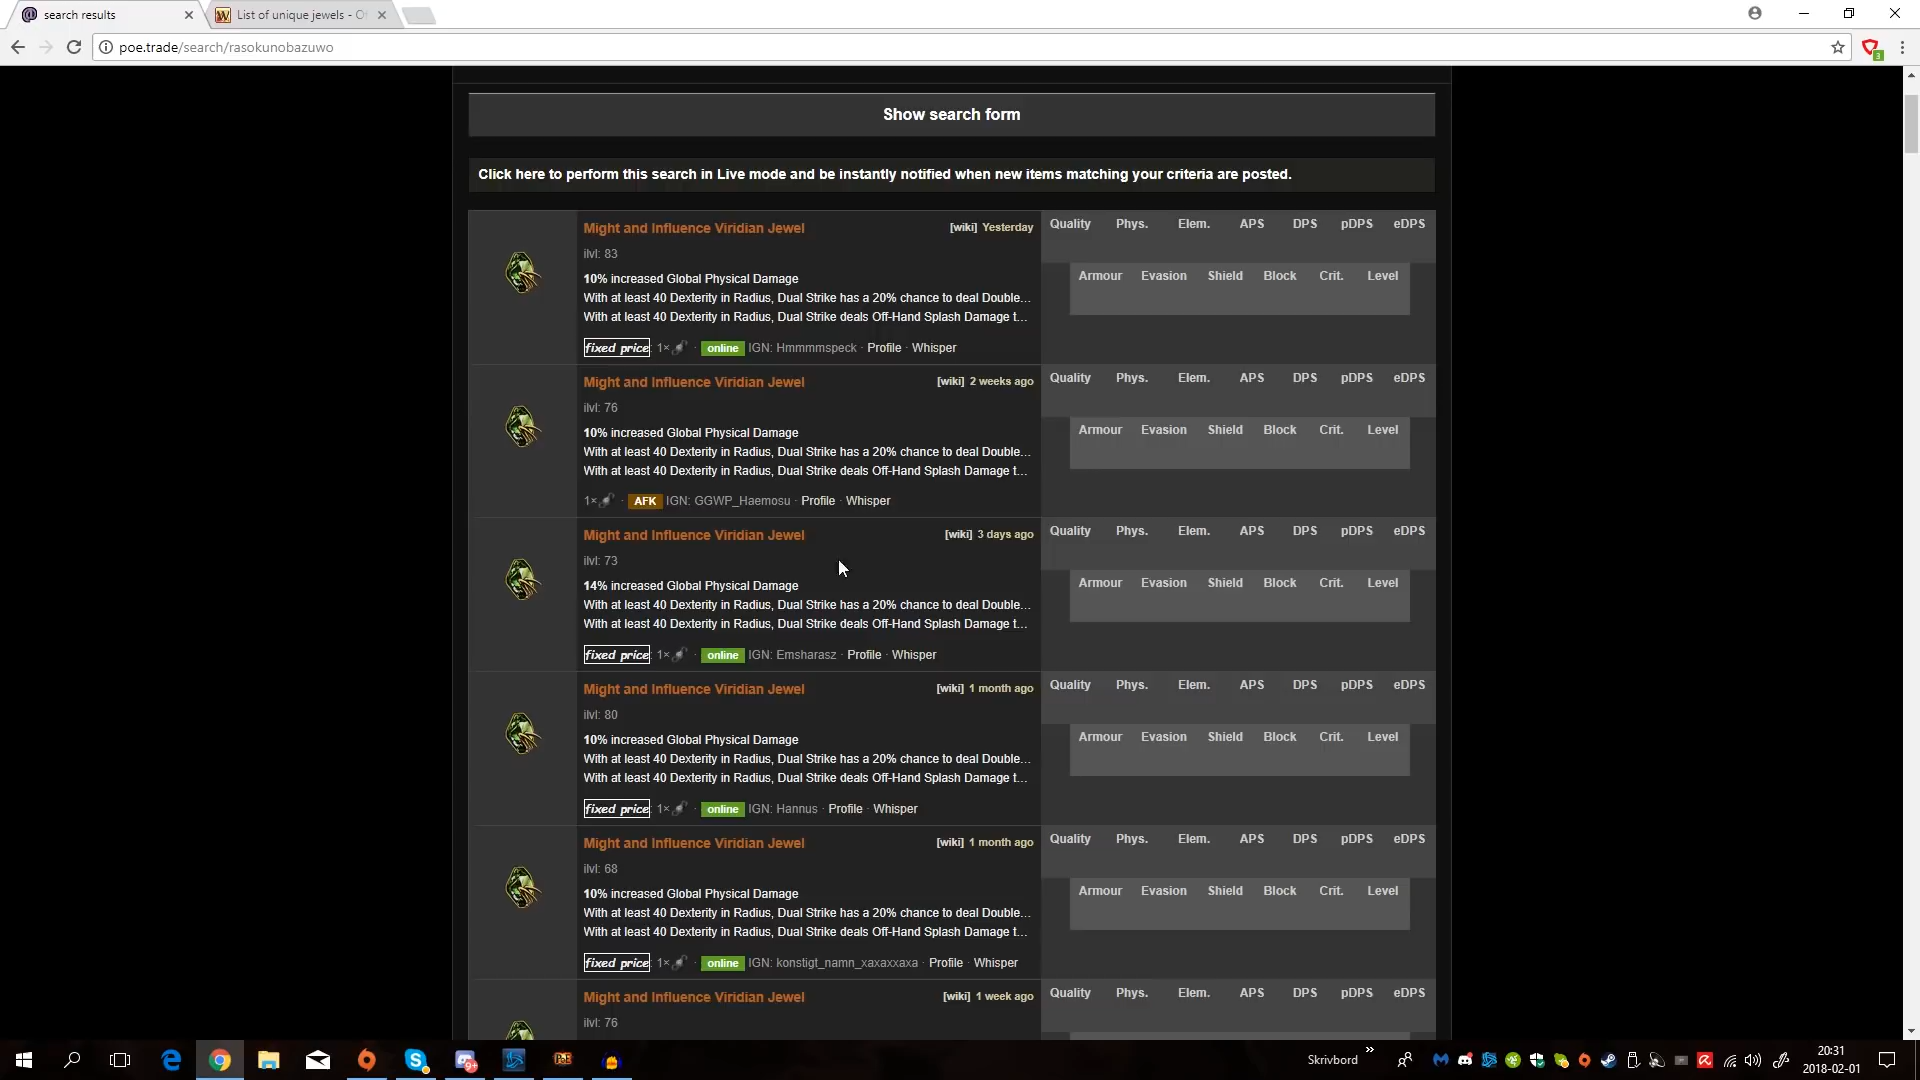 search results
List of unique jewels - O
poe.trade/search/rasokunobazuwo
Show search form
Click here to perform this search in Live mode and be instantly notified when new items matching your criteria are posted.
Might and Influence Viridian Jewel [wiki] Yesterday
Quality Phys. Elem. APS DPS pDPS eDPS
ilvl: 83
Armour Evasion Shield Block Crit. Level
10% increased Global Physical Damage
With at least 40 Dexterity in Radius, Dual Strike has a 20% chance to deal Double...
With at least 40 Dexterity in Radius, Dual Strike deals Off-Hand Splash Damage t...
fixed price 1× · online IGN: Hmmmmspeck · Profile · Whisper
Might and Influence Viridian Jewel [wiki] 2 weeks ago
Quality Phys. Elem. APS DPS pDPS eDPS
ilvl: 76
Armour Evasion Shield Block Crit. Level
10% increased Global Physical Damage
With at least 40 Dexterity in Radius, Dual Strike has a 20% chance to deal Double...
With at least 40 Dexterity in Radius, Dual Strike deals Off-Hand Splash Damage t...
1× · AFK IGN: GGWP_Haemosu · Profile · Whisper
Might and Influence Viridian Jewel [wiki] 3 days ago
Quality Phys. Elem. APS DPS pDPS eDPS
ilvl: 73
Armour Evasion Shield Block Crit. Level
14% increased Global Physical Damage
With at least 40 Dexterity in Radius, Dual Strike has a 20% chance to deal Double...
With at least 40 Dexterity in Radius, Dual Strike deals Off-Hand Splash Damage t...
fixed price 1× · online IGN: Emsharasz · Profile · Whisper
Might and Influence Viridian Jewel [wiki] 1 month ago
Quality Phys. Elem. APS DPS pDPS eDPS
ilvl: 80
Armour Evasion Shield Block Crit. Level
10% increased Global Physical Damage
With at least 40 Dexterity in Radius, Dual Strike has a 20% chance to deal Double...
With at least 40 Dexterity in Radius, Dual Strike deals Off-Hand Splash Damage t...
fixed price 1× · online IGN: Hannus · Profile · Whisper
Might and Influence Viridian Jewel [wiki] 1 month ago
Quality Phys. Elem. APS DPS pDPS eDPS
ilvl: 68
Armour Evasion Shield Block Crit. Level
10% increased Global Physical Damage
With at least 40 Dexterity in Radius, Dual Strike has a 20% chance to deal Double...
With at least 40 Dexterity in Radius, Dual Strike deals Off-Hand Splash Damage t...
fixed price 1× · online IGN: konstigt_namn_xaxaxxaxa · Profile · Whisper
Might and Influence Viridian Jewel [wiki] 1 week ago
Quality Phys. Elem. APS DPS pDPS eDPS
ilvl: 76
Skrivbord
20:31
2018-02-01